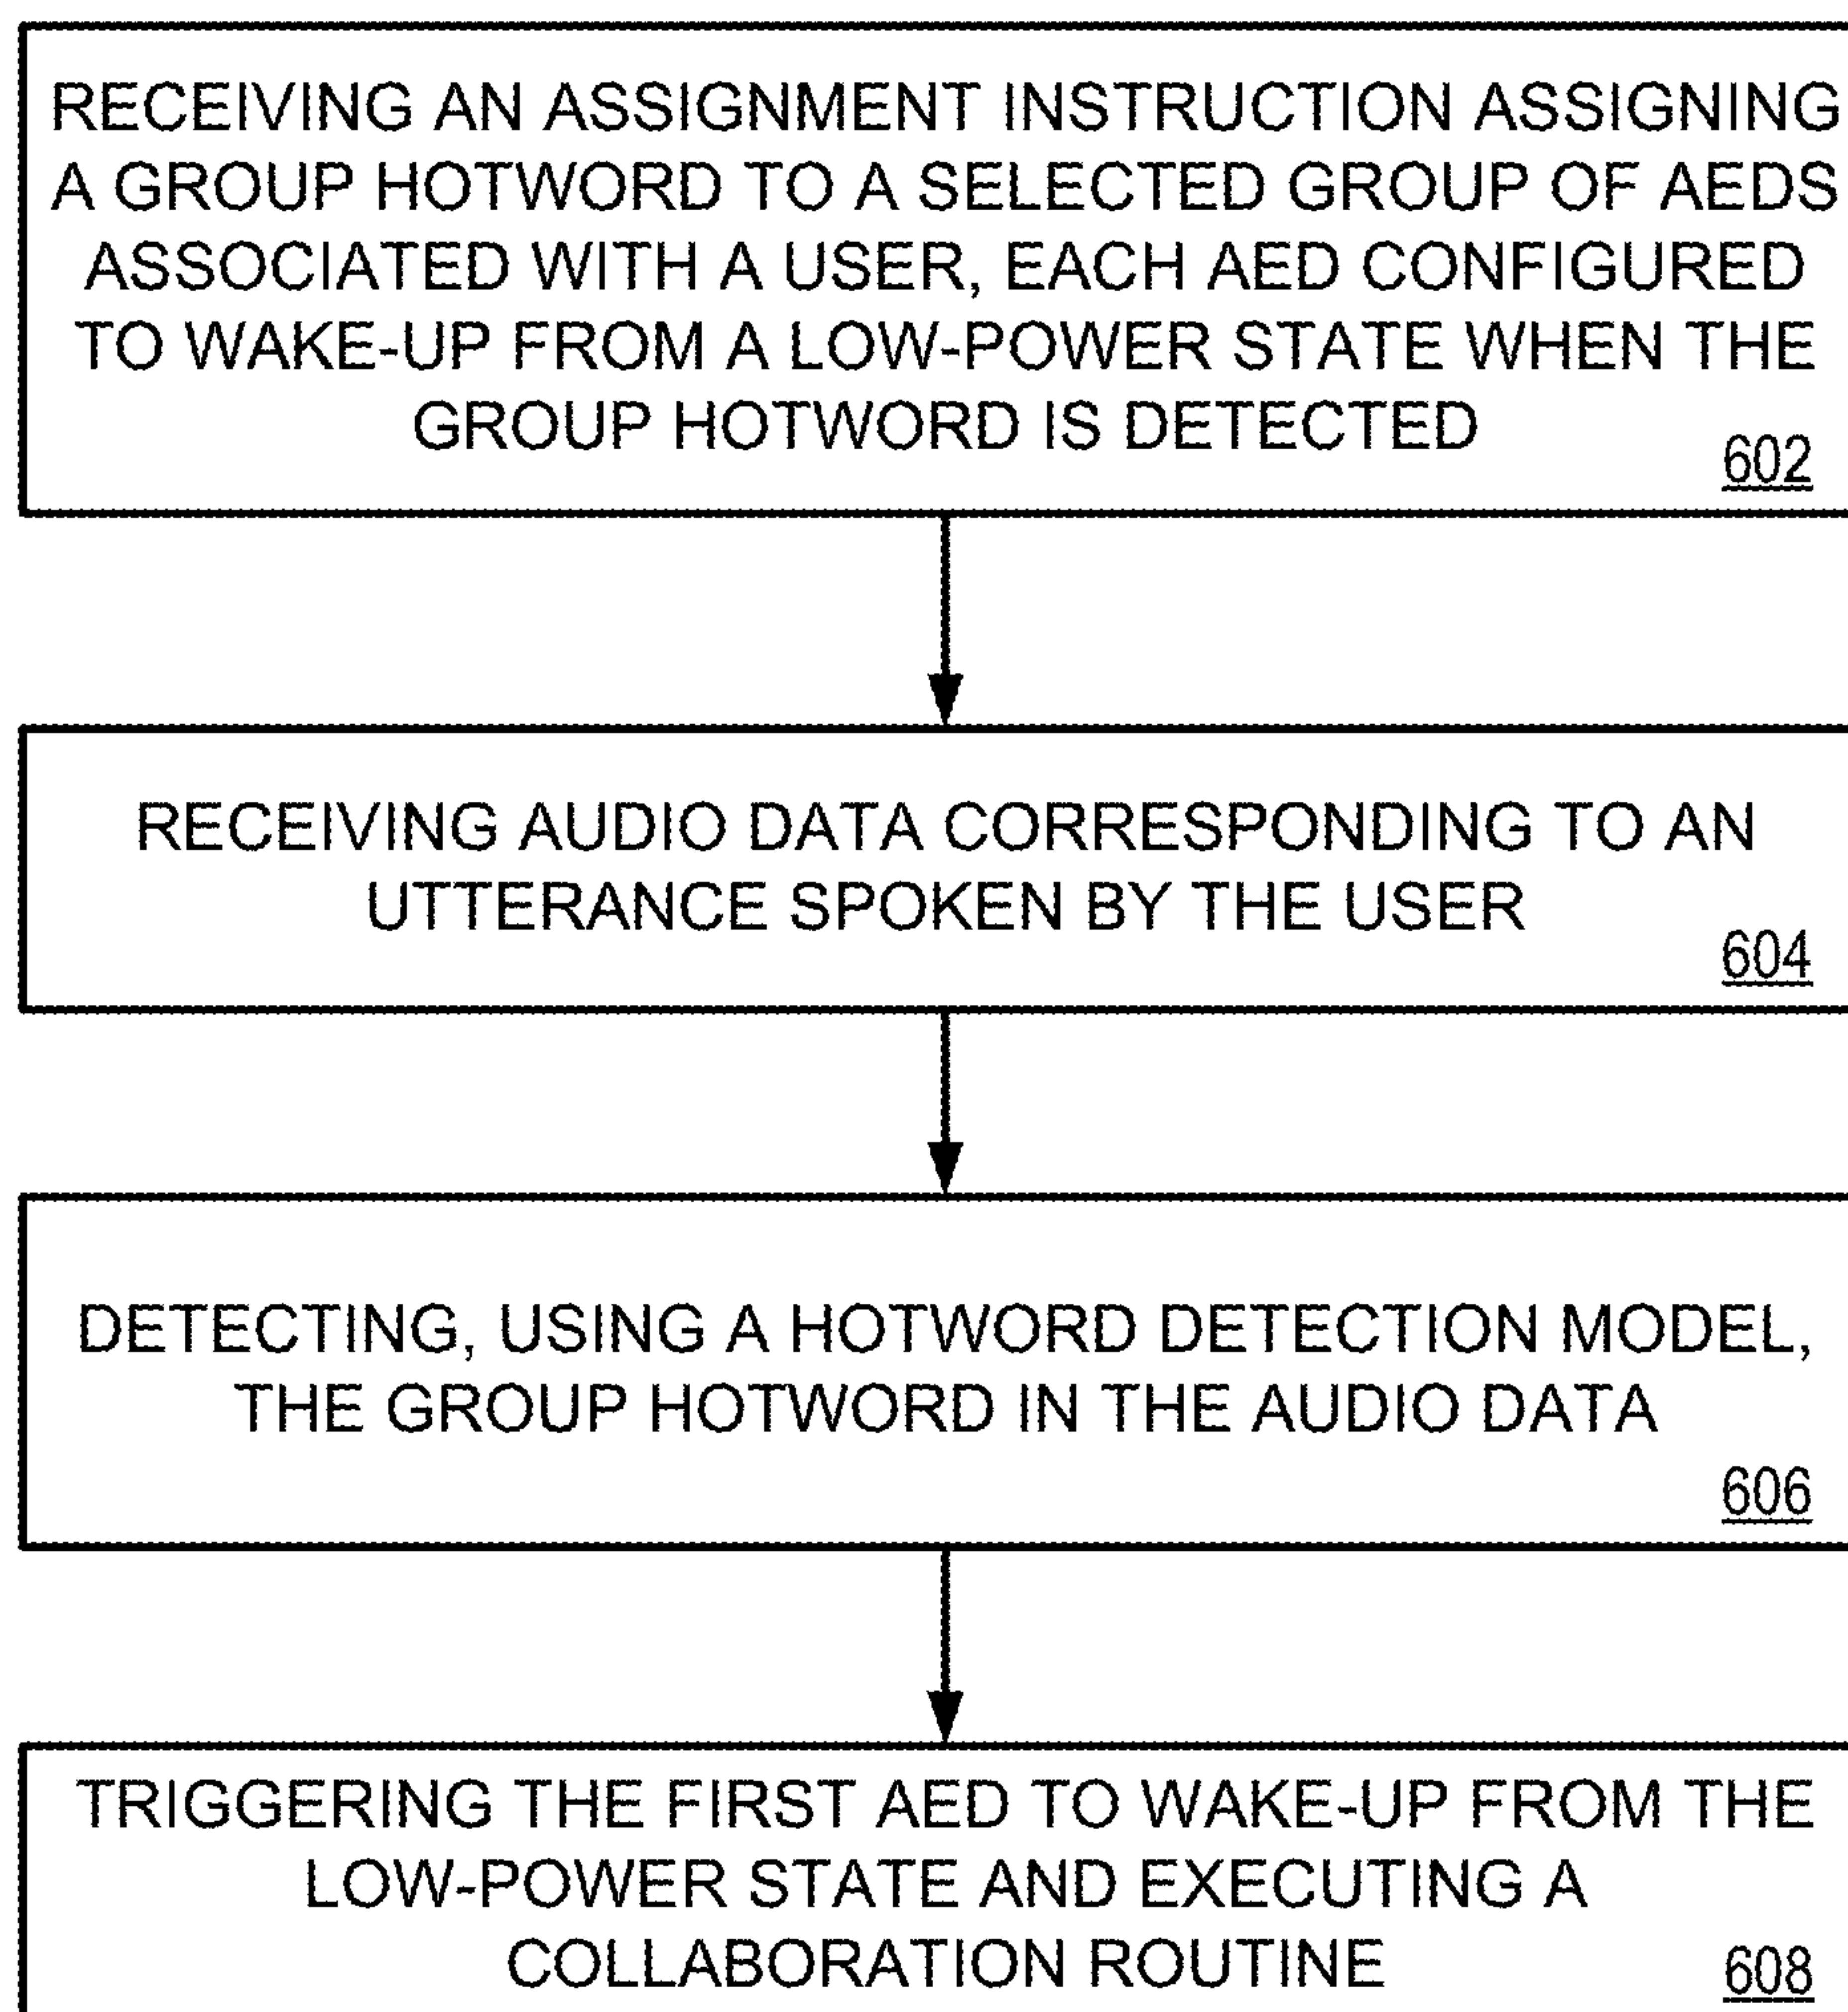 RECEIVING AN ASSIGNMENT INSTRUCTION ASSIGNING
A GROUP HOTWORD TO A SELECTED GROUP OF AEDS
ASSOCIATED WITH A USER, EACH AED CONFIGURED
TO WAKE-UP FROM A LOW-POWER STATE WHEN THE
GROUP HOTWORD IS DETECTED
602
RECEIVING AUDIO DATA CORRESPONDING TO AN
UTTERANCE SPOKEN BY THE USER
604
DETECTING, USING A HOTWORD DETECTION MODEL,
THE GROUP HOTWORD IN THE AUDIO DATA
606
TRIGGERING THE FIRST AED TO WAKE-UP FROM THE
LOW-POWER STATE AND EXECUTING A
COLLABORATION ROUTINE
608